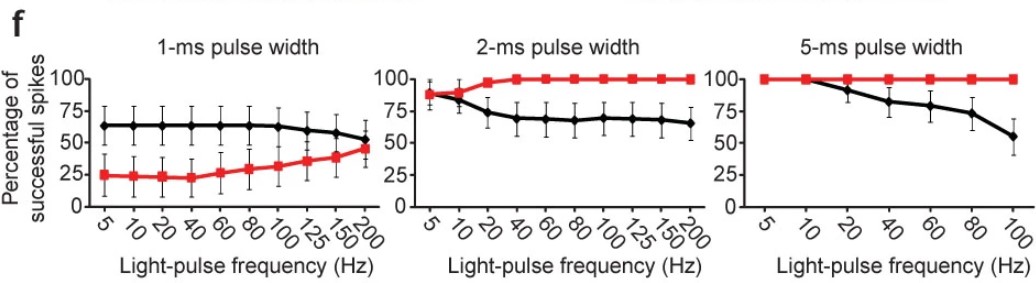 f
1-ms pulse width
2-ms pulse width
5-ms pulse width
Percentage of
successful spikes
100
75
50
25
0
5 10 20 40 60 80 100 125 150 200
Light-pulse frequency (Hz)
100
75
50
25
0
5 10 20 40 60 80 100 125 150 200
Light-pulse frequency (Hz)
100
75
50
25
0
5 10 20 40 60 80 100
Light-pulse frequency (Hz)